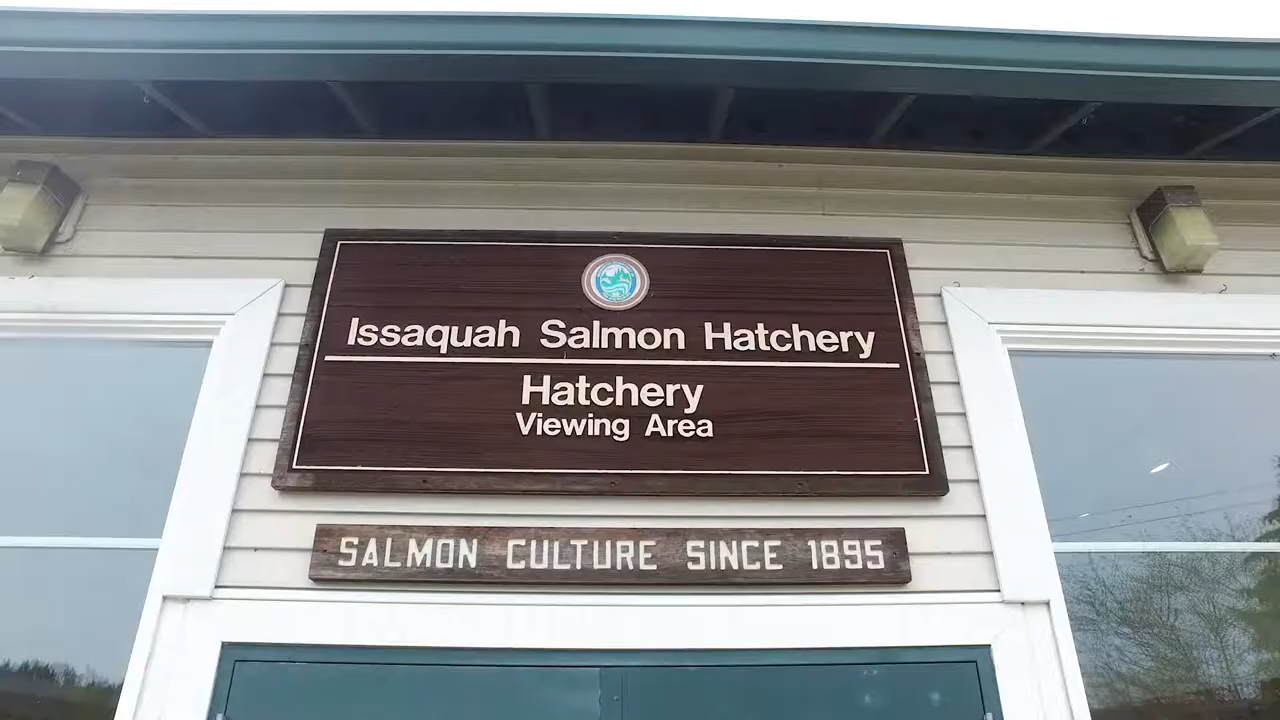 Issaquah Salmon Hatchery
Hatchery
Viewing Area
SALMON CULTURE SINCE 1895